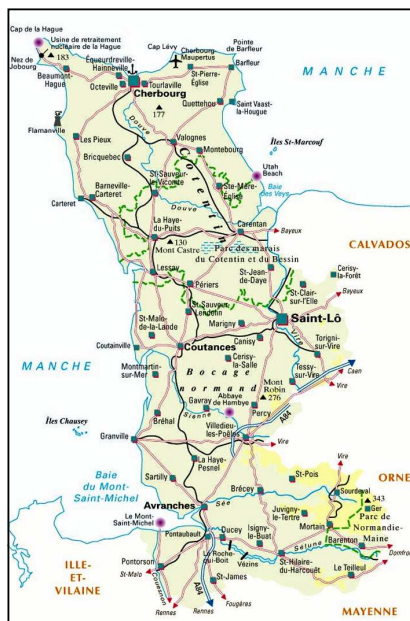 Cap de la Hague
Usine de retraitement
nucléaire de la Hague
183
Nez de
Jobourg
Beaumont-
Hague
Équeurdreville-
Hainneville
Octeville
Cherbourg
Tourlaville
Cap Lévy
Cherbourg-
Maupertus
St-Pierre-
Église
Pointe
de Barfleur
Barfleur
MANCHE
177
Quettehou
Saint Vaast-
la-Hougue
Flamanville
Les Pieux
Douve
Valognes
Montebourg
Bricquebec
Îles St-Marcouf
St-Sauveur-
le-Vicomte
Cotentin
Ste-Mère-
Église
Utah
Beach
Baie
des Veys
Barneville-
Carteret
Carteret
Douve
La Haye-
du-Puits
Carentan
Bayeux
130
Mont Castre
Parc des marais
du Cotentin et du Bessin
CALVADOS
Lessay
Périers
St-Jean-
de-Daye
St-Clair-
sur-l'Elle
Cerisy-
la-Forêt
Bayeux
St-Sauveur-
Lendelin
Saint-Lô
St-Malo-
de-la-Lande
Marigny
Canisy
Vire
Torigni-
sur-Vire
Coutainville
Coutances
MANCHE
Cerisy-
la-Salle
Montmartin-
sur-Mer
Bocage
normand
Mont
Robin
276
Tessy-
sur-Vire
Caen
Vire
Gavray
Abbaye
de Hambye
Sienne
Percy
A84
Îles Chausey
Bréhal
Villedieu-
les-Poêles
Granville
Vire
La Haye-
Pesnel
ORNE
Baie
du Mont-
Saint-Michel
Sartilly
St-Pois
Vire
Sourdeval
343
Ger
Brécey
Avranches
Sée
Juvigny-
le-Tertre
Mortain
Parc de
Normandie-
Maine
Le Mont-
Saint-Michel
Pontaubault
Ducey
Isigny-
le-Buat
Sélune
Barenton
Domfront
ILLE-
ET-
VILAINE
Pontorson
St-Malo
La Roche-
qui-Boit
Vézins
St-Hilaire-
du-Harcouët
Le Teilleul
Couesnon
A84
St-James
Rennes
Rennes
Fougères
MAYENNE